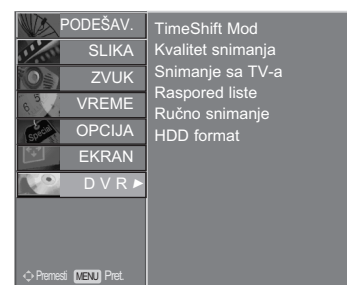 PODEŠAV.
SLIKA
ZVUK
VREME
OPCIJA
EKRAN
D V R ►
TimeShift Mod
Kvalitet snimanja
Snimanje sa TV-a
Raspored liste
Ručno snimanje
HDD format
Premesti MENU Pret.